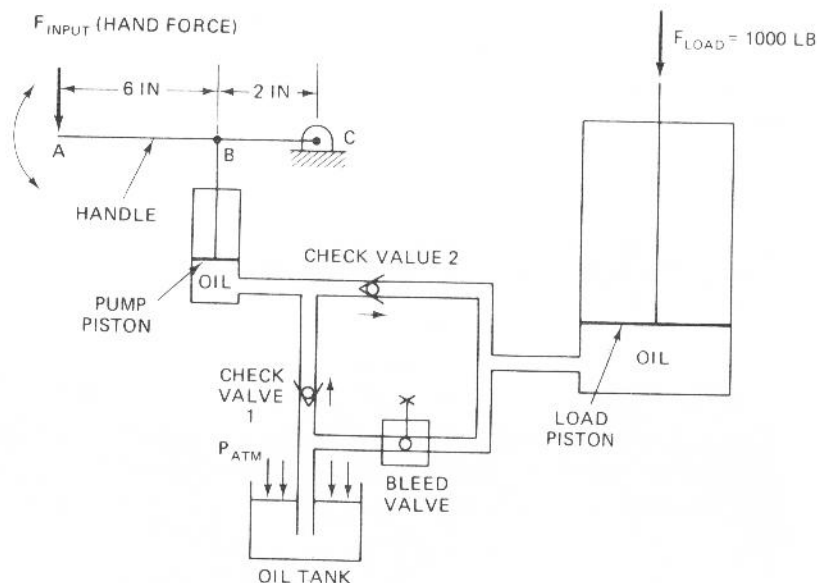 F INPUT (HAND FORCE)
F LOAD = 1000 LB
6 IN
2 IN
A
B
C
HANDLE
CHECK VALUE 2
OIL
PUMP
PISTON
OIL
CHECK
VALVE
1
LOAD
PISTON
P ATM
BLEED
VALVE
OIL TANK